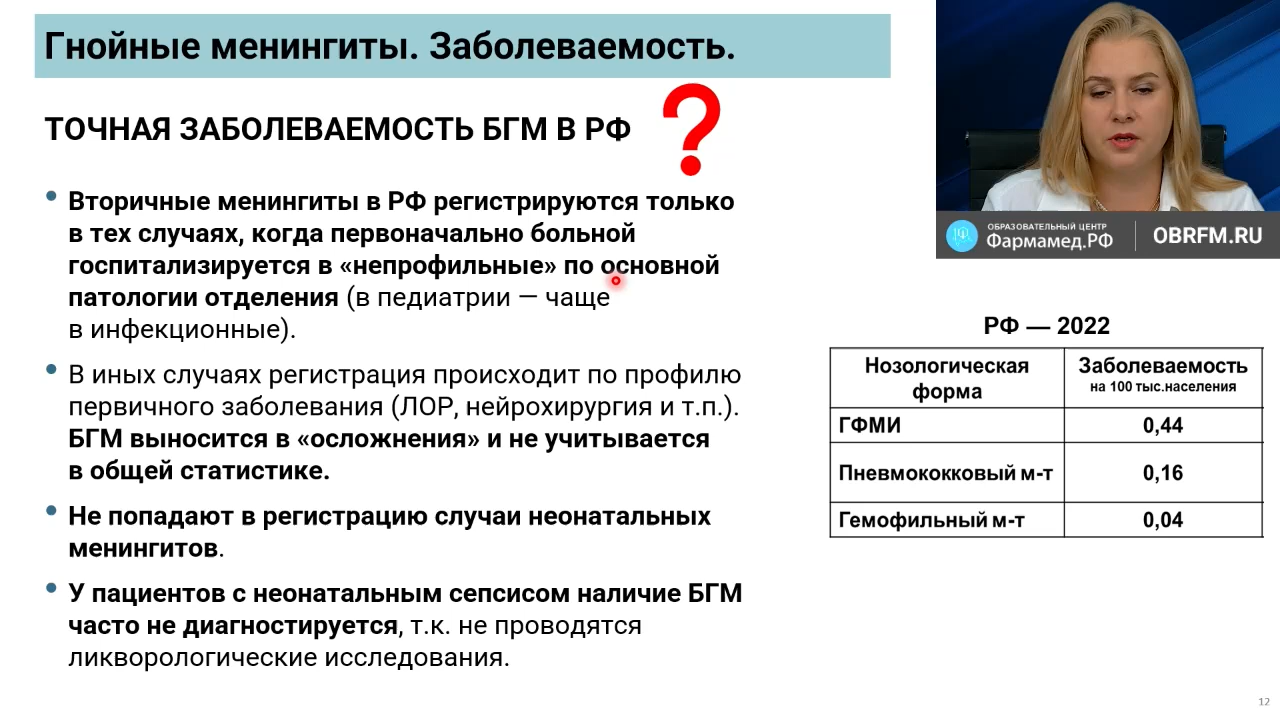 Гнойные менингиты. Заболеваемость.
ТОЧНАЯ ЗАБОЛЕВАЕМОСТЬ БГМ В РФ ?
• Вторичные менингиты в РФ регистрируются только
в тех случаях, когда первоначально больной
госпитализируется в «непрофильные» по основной
патологии отделения (в педиатрии — чаще
в инфекционные).
• В иных случаях регистрация происходит по профилю
первичного заболевания (ЛОР, нейрохирургия и т.п.).
БГМ выносится в «осложнения» и не учитывается
в общей статистике.
• Не попадают в регистрацию случаи неонатальных
менингитов.
• У пациентов с неонатальным сепсисом наличие БГМ
часто не диагностируется, т.к. не проводятся
ликворологические исследования.
ОБРАЗОВАТЕЛЬНЫЙ ЦЕНТР
Фармамед.РФ
OBRFM.RU
РФ — 2022
Нозологическая
форма
Заболеваемость
на 100 тыс.населения
ГФМИ 0,44
Пневмококковый м-т 0,16
Гемофильный м-т 0,04
12